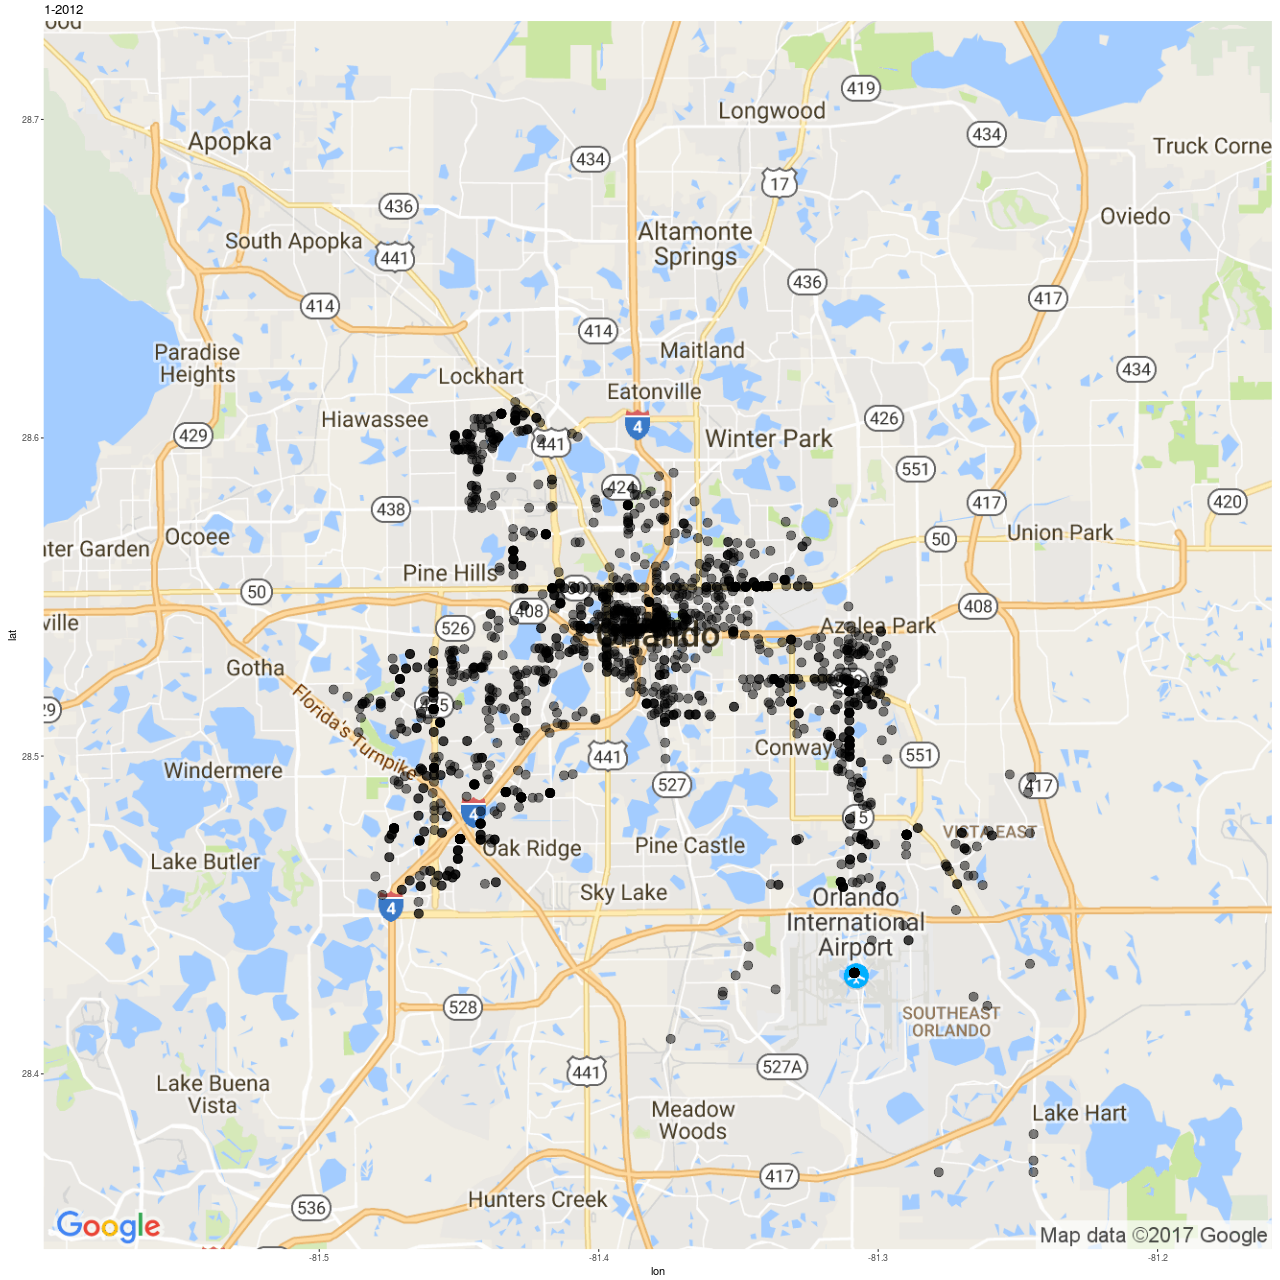 1-2012
ood
28.7
419
Longwood
434
Apopka
Truck Corne
434
17
436
Oviedo
South Apopka
441
Altamonte
Springs
436
417
414
414
Paradise
Heights
Maitland
434
Lockhart
Eatonville
Hiawassee
426
4
28.6
429
441
Winter Park
551
424
438
417
420
Ocoee
Union Park
50
ater Garden
Pine Hills
50
408
408
ville
526
Azalea Park
Orlando
Gotha
29
Florida's Turnpike
28.5
441
Conway
551
Windermere
527
417
4
15
VISTA EAST
Oak Ridge
Pine Castle
Lake Butler
Sky Lake
4
Orlando
International
Airport
528
SOUTHEAST
ORLANDO
28.4
441
527A
Lake Buena
Vista
Meadow
Woods
Lake Hart
417
536
Hunters Creek
Google
Map data ©2017 Google
-81.5
-81.4
-81.3
-81.2
lat
lon